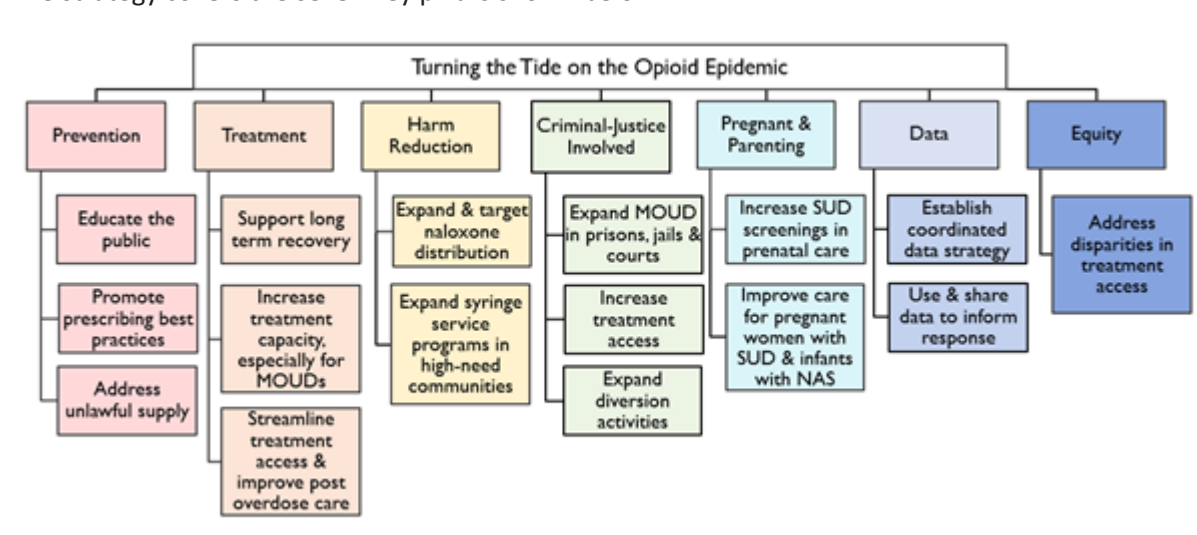 Turning the Tide on the Opioid Epidemic
Prevention
Treatment
Harm
Reduction
Criminal-Justice
Involved
Pregnant &
Parenting
Data
Equity
Educate the
public
Promote
prescribing best
practices
Address
unlawful supply
Support long
term recovery
Increase
treatment
capacity,
especially for
MOUDs
Streamline
treatment
access &
improve post
overdose care
Expand & target
naloxone
distribution
Expand syringe
service
programs in
high-need
communities
Expand MOUD
in prisons, jails &
courts
Increase
treatment
access
Expand
diversion
activities
Increase SUD
screenings in
prenatal care
Improve care
for pregnant
women with
SUD & infants
with NAS
Establish
coordinated
data strategy
Use & share
data to inform
response
Address
disparities in
treatment
access